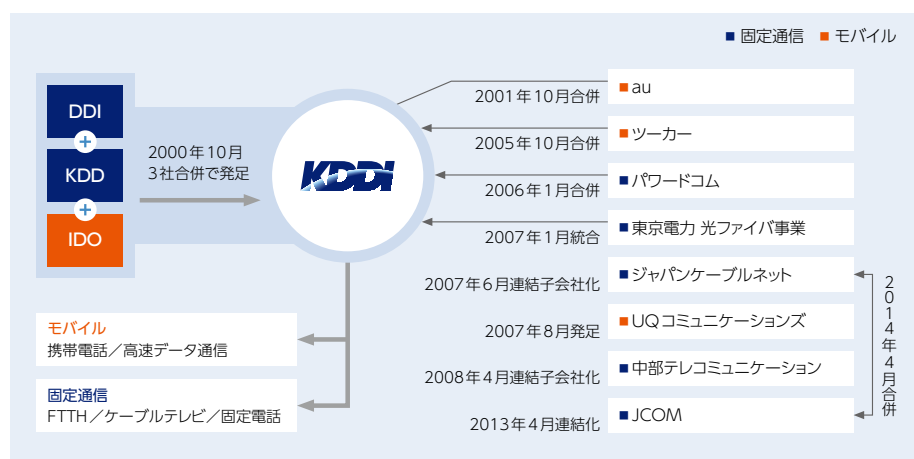 ■ 固定通信 ■ モバイル
DDI
+
KDD
+
IDO
2000年10月
3社合併で発足
KDDI
2001年10月合併
■ au
2005年10月合併
■ ツーカー
2006年1月合併
■ パワードコム
2007年1月統合
■ 東京電力 光ファイバ事業
2007年6月連結子会社化
■ ジャパンケーブルネット
2007年8月発足
■ UQコミュニケーションズ
2008年4月連結子会社化
■ 中部テレコミュニケーション
2013年4月連結化
■ JCOM
2014年4月合併
モバイル
携帯電話/高速データ通信
固定通信
FTTH/ケーブルテレビ/固定電話